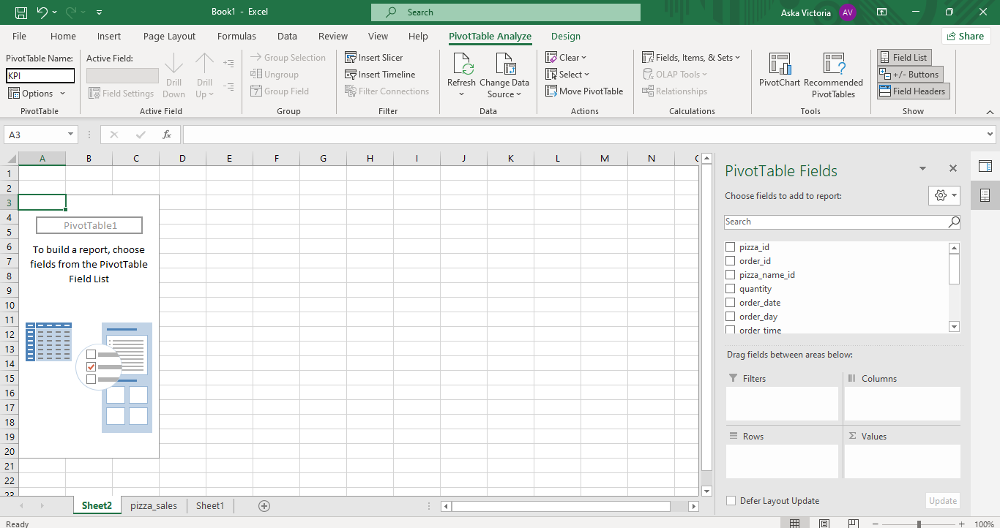 Book1 - Excel
Search
Aska Victoria
AV
File Home Insert Page Layout Formulas Data Review View Help PivotTable Analyze Design
Share
PivotTable Name:
KPI
Options
PivotTable
Active Field:
Field Settings
Drill Down
Drill Up
Active Field
Group Selection
Ungroup
Group Field
Group
Insert Slicer
Insert Timeline
Filter Connections
Filter
Refresh
Change Data Source
Data
Clear
Select
Move PivotTable
Actions
Fields, Items, & Sets
OLAP Tools
Relationships
Calculations
PivotChart
Recommended PivotTables
Tools
Field List
+/- Buttons
Field Headers
Show
A3
fx
A B C D E F G H I J K L M N
1
2
3
4
5
6
7
8
9
10
11
12
13
14
15
16
17
18
19
20
21
22
23
PivotTable1
To build a report, choose
fields from the PivotTable
Field List
PivotTable Fields
Choose fields to add to report:
Search
pizza_id
order_id
pizza_name_id
quantity
order_date
order_day
order_time
Drag fields between areas below:
Filters
Columns
Rows
Σ Values
Defer Layout Update
Update
Sheet2 pizza_sales Sheet1
Ready
100%